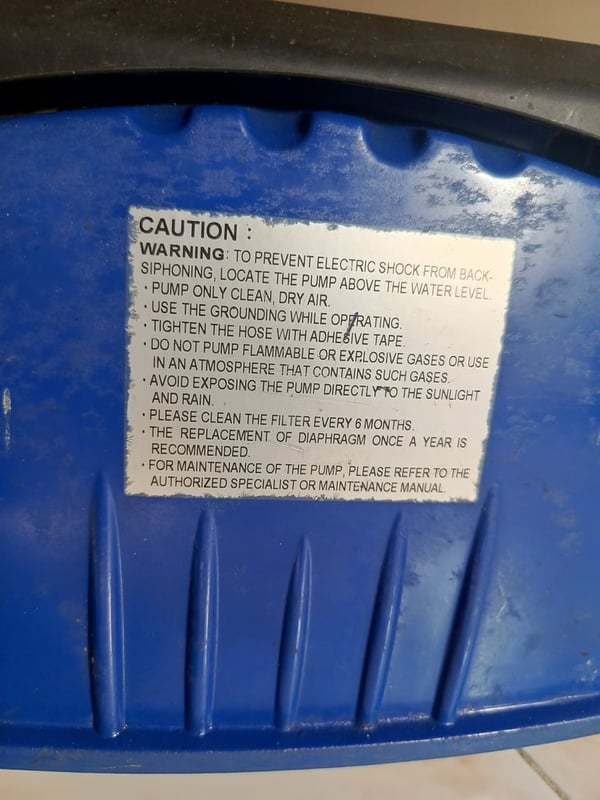 CAUTION :
WARNING: TO PREVENT ELECTRIC SHOCK FROM BACK-
SIPHONING, LOCATE THE PUMP ABOVE THE WATER LEVEL.
· PUMP ONLY CLEAN, DRY AIR.
· USE THE GROUNDING WHILE OPERATING.
· TIGHTEN THE HOSE WITH ADHESIVE TAPE.
· DO NOT PUMP FLAMMABLE OR EXPLOSIVE GASES OR USE
IN AN ATMOSPHERE THAT CONTAINS SUCH GASES.
· AVOID EXPOSING THE PUMP DIRECTLY TO THE SUNLIGHT
AND RAIN.
· PLEASE CLEAN THE FILTER EVERY 6 MONTHS.
· THE REPLACEMENT OF DIAPHRAGM ONCE A YEAR IS
RECOMMENDED.
· FOR MAINTENANCE OF THE PUMP, PLEASE REFER TO THE
AUTHORIZED SPECIALIST OR MAINTENANCE MANUAL.